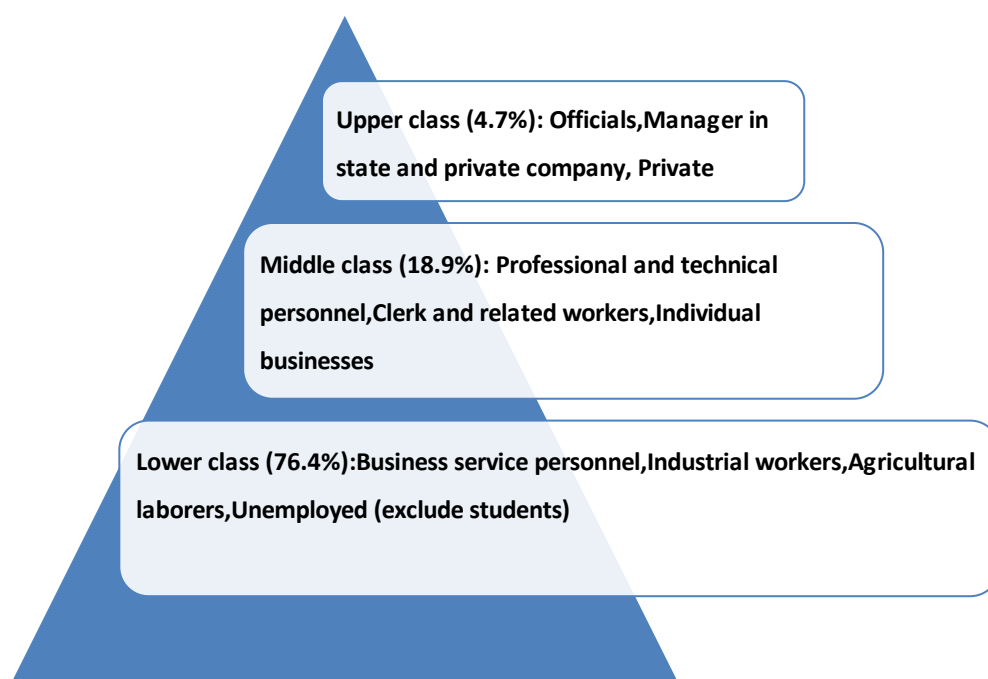 Upper class (4.7%): Officials,Manager in
state and private company, Private
Middle class (18.9%): Professional and technical
personnel,Clerk and related workers,Individual
businesses
Lower class (76.4%):Business service personnel,Industrial workers,Agricultural
laborers,Unemployed (exclude students)